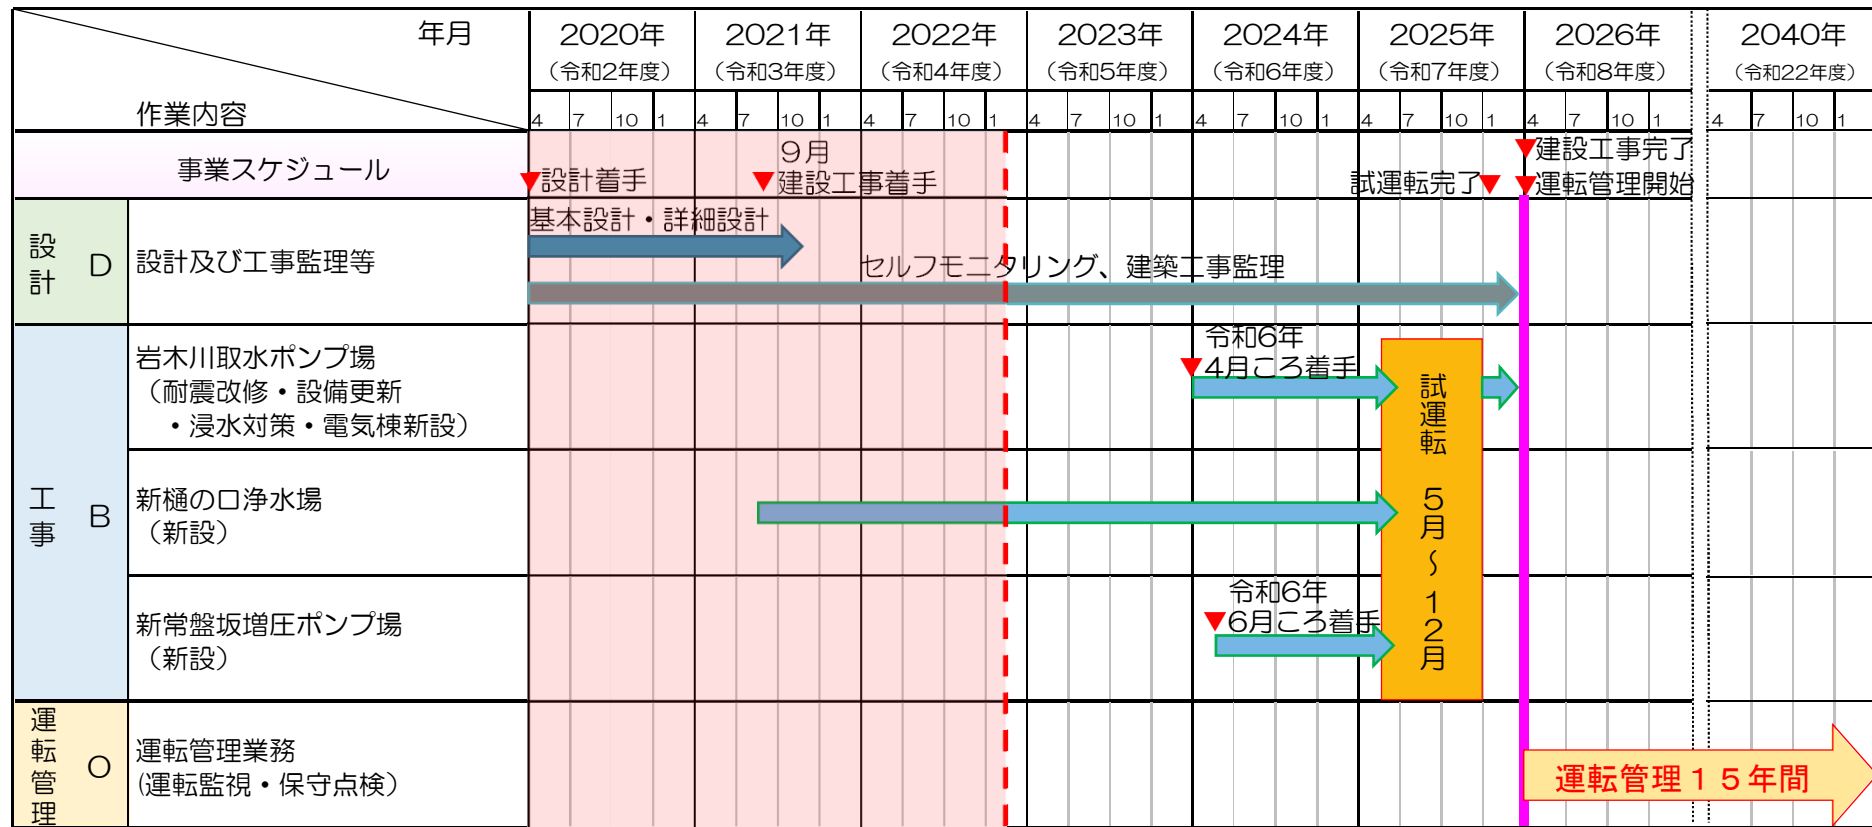 年月
作業内容
2020年 2021年 2022年 2023年 2024年 2025年 2026年 2040年
（令和2年度） （令和3年度） （令和4年度） （令和5年度） （令和6年度） （令和7年度） （令和8年度） （令和22年度）
4 7 10 1 4 7 10 1 4 7 10 1 4 7 10 1 4 7 10 1 4 7 10 1 4 7 10 1 4 7 10 1
事業スケジュール
▼設計着手
９月
▼建設工事着手
試運転完了▼
▼建設工事完了
▼運転管理開始
設計 D
設計及び工事監理等
基本設計・詳細設計
セルフモニタリング、建築工事監理
工事 B
岩木川取水ポンプ場
（耐震改修・設備更新
・浸水対策・電気棟新設）
令和6年
▼4月ころ着手
試運転 ５月～１２月
新樋の口浄水場
（新設）
新常盤坂増圧ポンプ場
（新設）
令和6年
▼6月ころ着手
運転管理 O
運転管理業務
(運転監視・保守点検）
運転管理１５年間